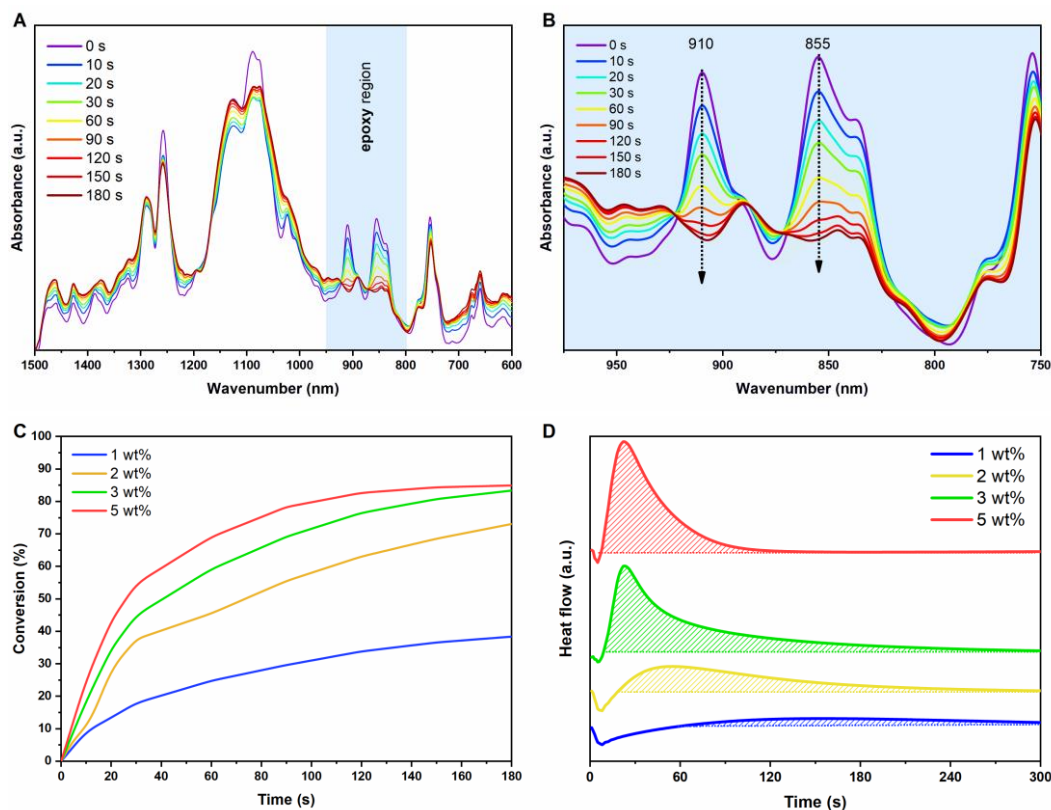 A
0 s
10 s
20 s
30 s
60 s
90 s
120 s
150 s
180 s
epoxy region
Absorbance (a.u.)
1500 1400 1300 1200 1100 1000 900 800 700 600
Wavenumber (nm)
B
910 855
0 s
10 s
20 s
30 s
60 s
90 s
120 s
150 s
180 s
Absorbance (a.u.)
950 900 850 800 750
Wavenumber (nm)
C
100
90
80
70
60
50
40
30
20
10
0
1 wt%
2 wt%
3 wt%
5 wt%
Conversion (%)
0 20 40 60 80 100 120 140 160 180
Time (s)
D
1 wt%
2 wt%
3 wt%
5 wt%
Heat flow (a.u.)
0 60 120 180 240 300
Time (s)